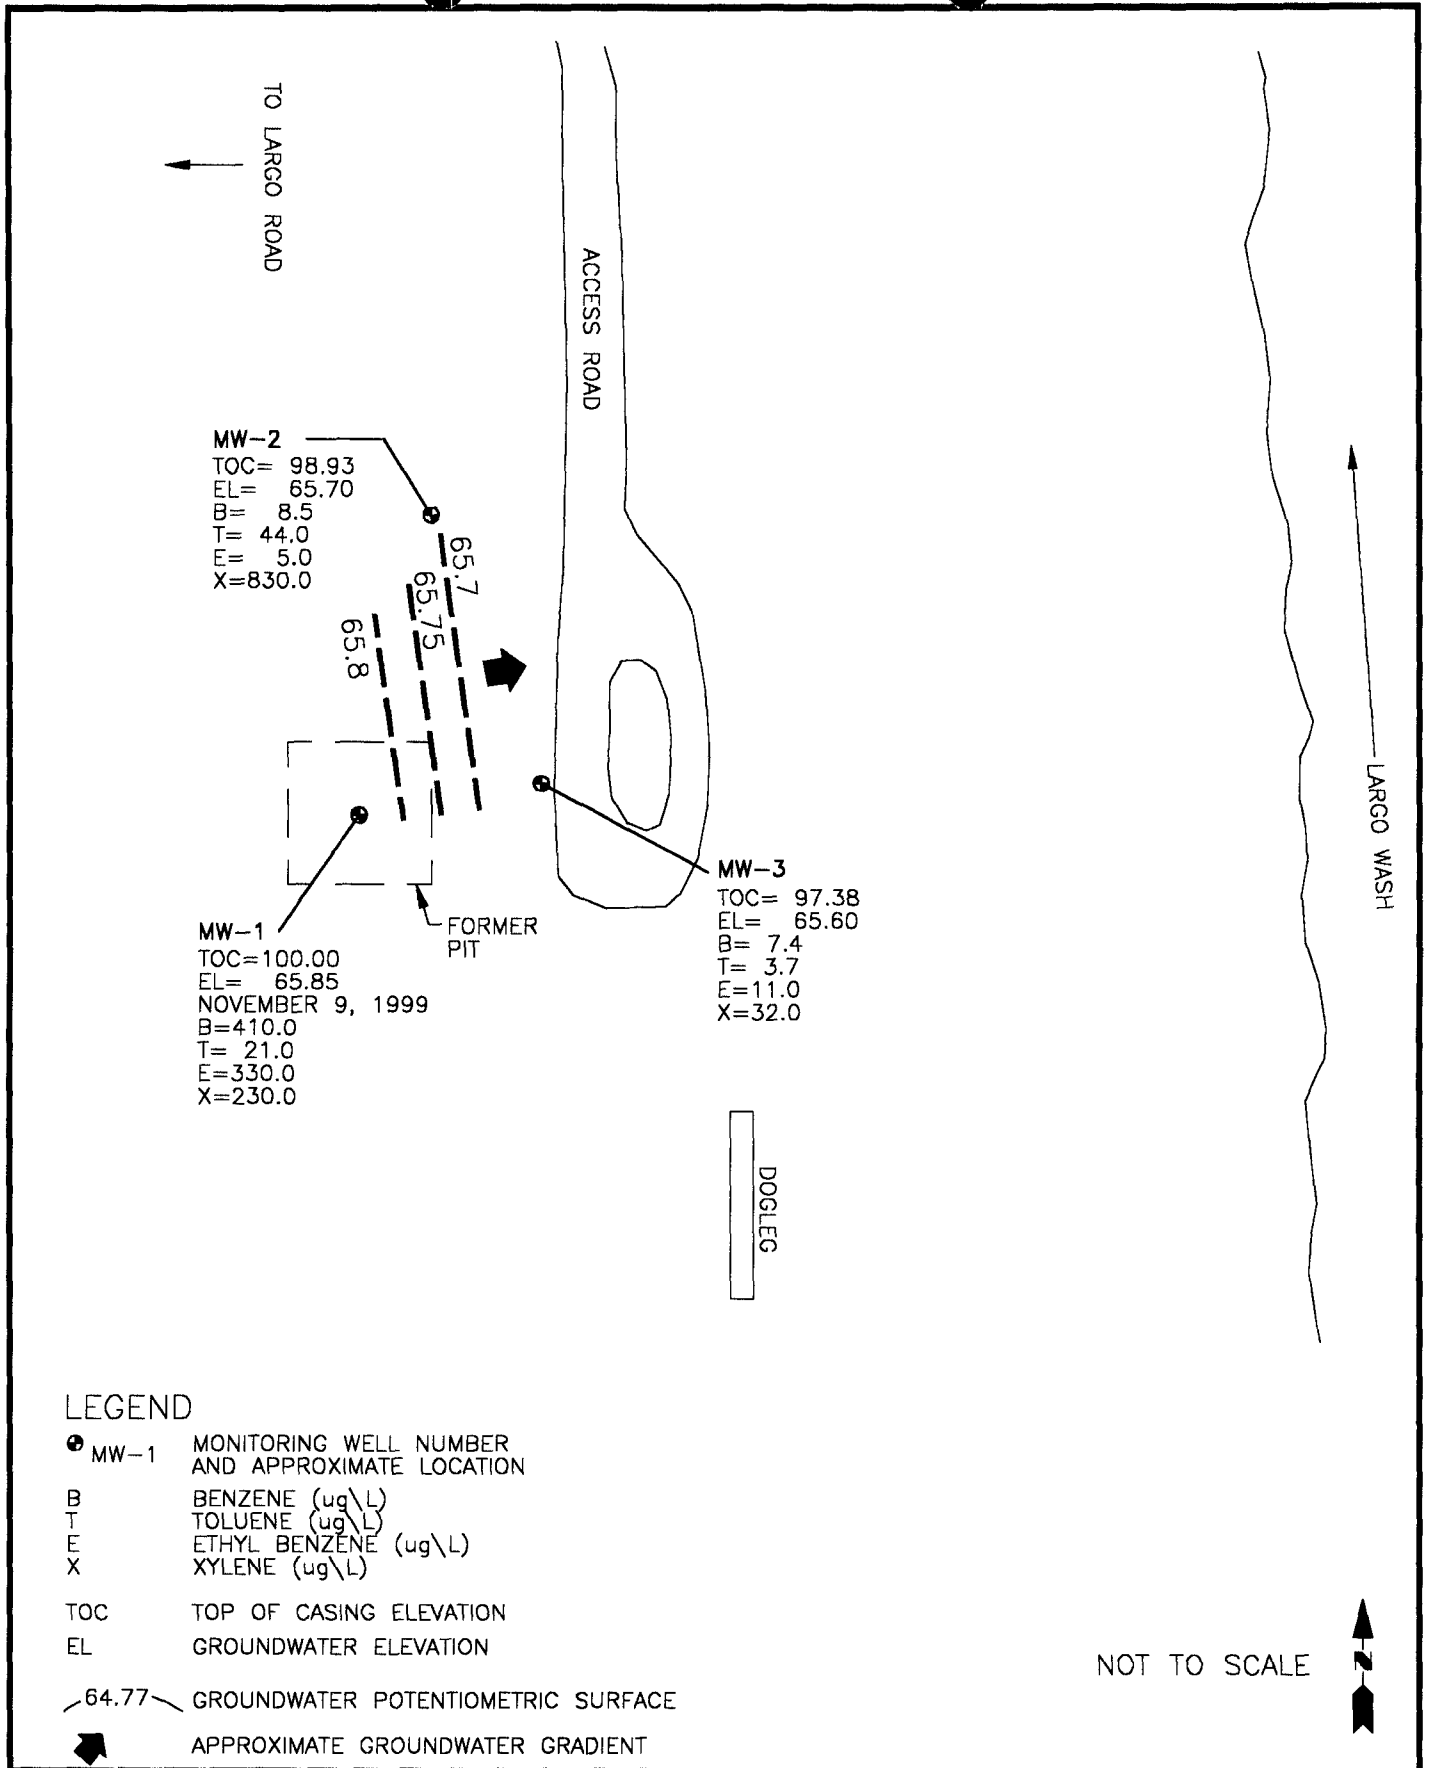 TO LARGO ROAD
ACCESS ROAD
MW-2
TOC= 98.93
EL= 65.70
B= 8.5
T= 44.0
E= 5.0
X=830.0
65.7
65.75
65.8
LARGO WASH
MW-3
TOC= 97.38
EL= 65.60
B= 7.4
T= 3.7
E=11.0
X=32.0
FORMER
PIT
MW-1
TOC=100.00
EL= 65.85
NOVEMBER 9, 1999
B=410.0
T= 21.0
E=330.0
X=230.0
DOGLEG
LEGEND
MW-1 MONITORING WELL NUMBER
AND APPROXIMATE LOCATION
B BENZENE (ug\L)
T TOLUENE (ug\L)
E ETHYL BENZENE (ug\L)
X XYLENE (ug\L)
TOC TOP OF CASING ELEVATION
EL GROUNDWATER ELEVATION
64.77 GROUNDWATER POTENTIOMETRIC SURFACE
APPROXIMATE GROUNDWATER GRADIENT
NOT TO SCALE
N